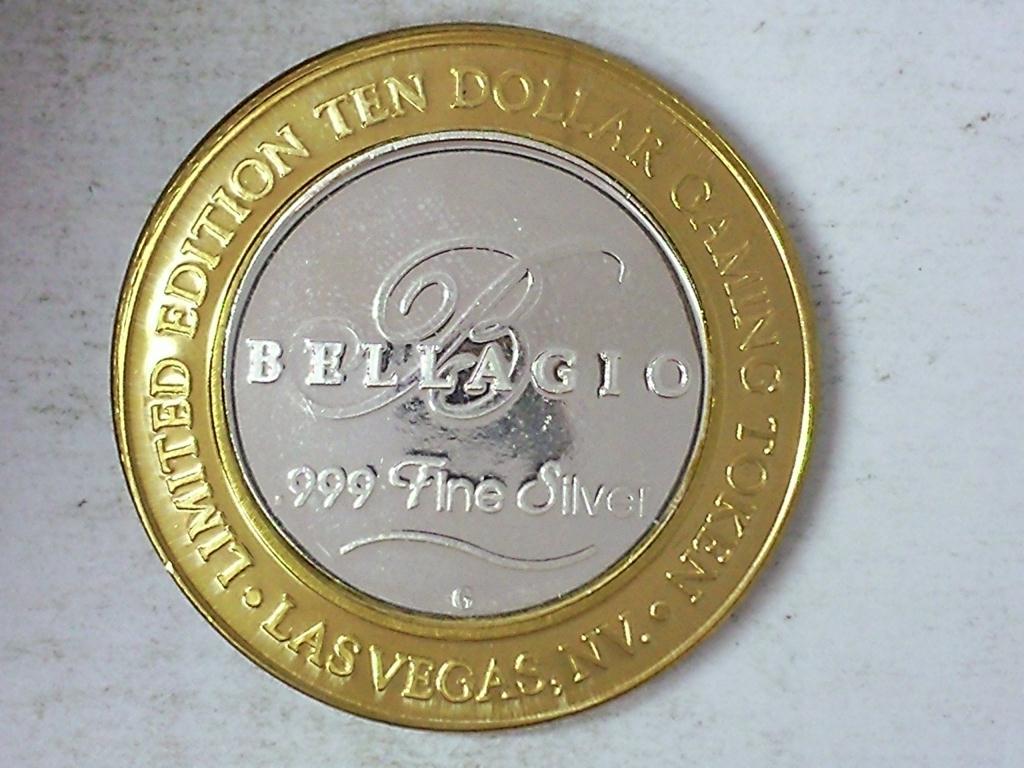 • LIMITED EDITION TEN DOLLAR GAMING TOKEN •
B
BELLAGIO
.999 Fine Silver
G
LAS VEGAS, NV.